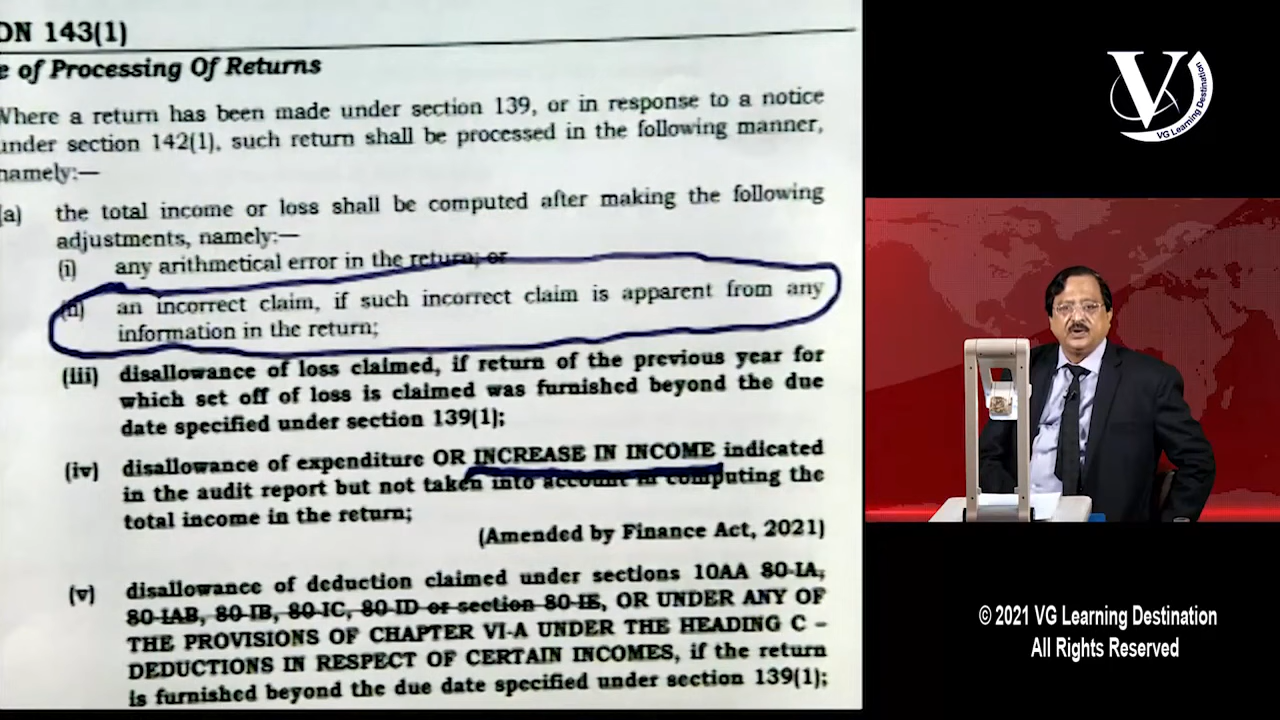 ON 143(1)
e of Processing Of Returns
Where a return has been made under section 139, or in response to a notice
under section 142(1), such return shall be processed in the following manner,
namely:—
(a) the total income or loss shall be computed after making the following
adjustments, namely:—
(i) any arithmetical error in the return; or
(ii) an incorrect claim, if such incorrect claim is apparent from any
information in the return;
(iii) disallowance of loss claimed, if return of the previous year for
which set off of loss is claimed was furnished beyond the due
date specified under section 139(1);
(iv) disallowance of expenditure OR INCREASE IN INCOME indicated
in the audit report but not taken into account in computing the
total income in the return;
(Amended by Finance Act, 2021)
(v) disallowance of deduction claimed under sections 10AA 80-IA,
80-IAB, 80-IB, 80-IC, 80-ID or section 80-IE, OR UNDER ANY OF
THE PROVISIONS OF CHAPTER VI-A UNDER THE HEADING C –
DEDUCTIONS IN RESPECT OF CERTAIN INCOMES, if the return
is furnished beyond the due date specified under section 139(1);
V
VG Learning Destination
© 2021 VG Learning Destination
All Rights Reserved